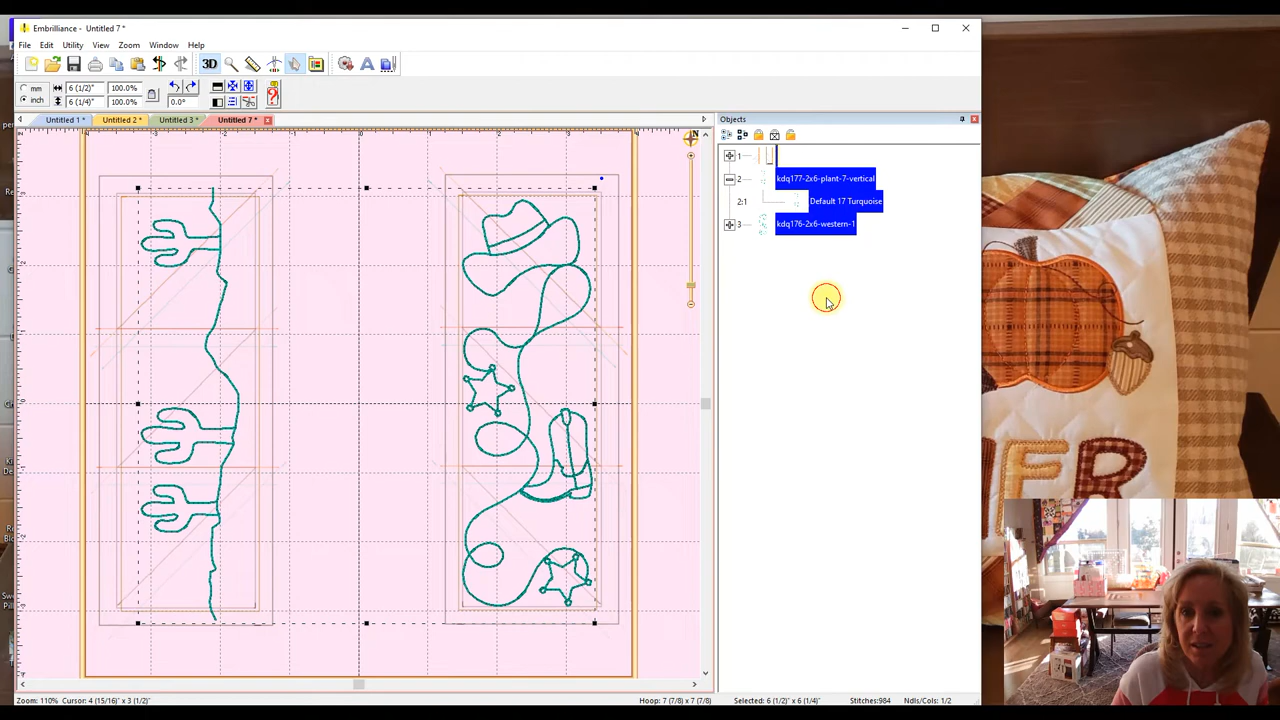 Embrilliance - Untitled 7 *
File Edit Utility View Zoom Window Help
3D
mm 6 (1/2)" 100.0%
inch 6 (1/4)" 100.0% 0.0°
Untitled 1 * Untitled 2 * Untitled 3 * Untitled 7 *
Objects
N
1
2 kdq177-2x6-plant-7-vertical
2:1 Default 17 Turquoise
3 kdq176-2x6-western-1
FR
Zoom: 110% Cursor: 4 (15/16)" x 3 (1/2)" Hoop: 7 (7/8) x 7 (7/8) Selected: 6 (1/2)" x 6 (1/4)" Stitches:984 Ndls/Cols: 1/2